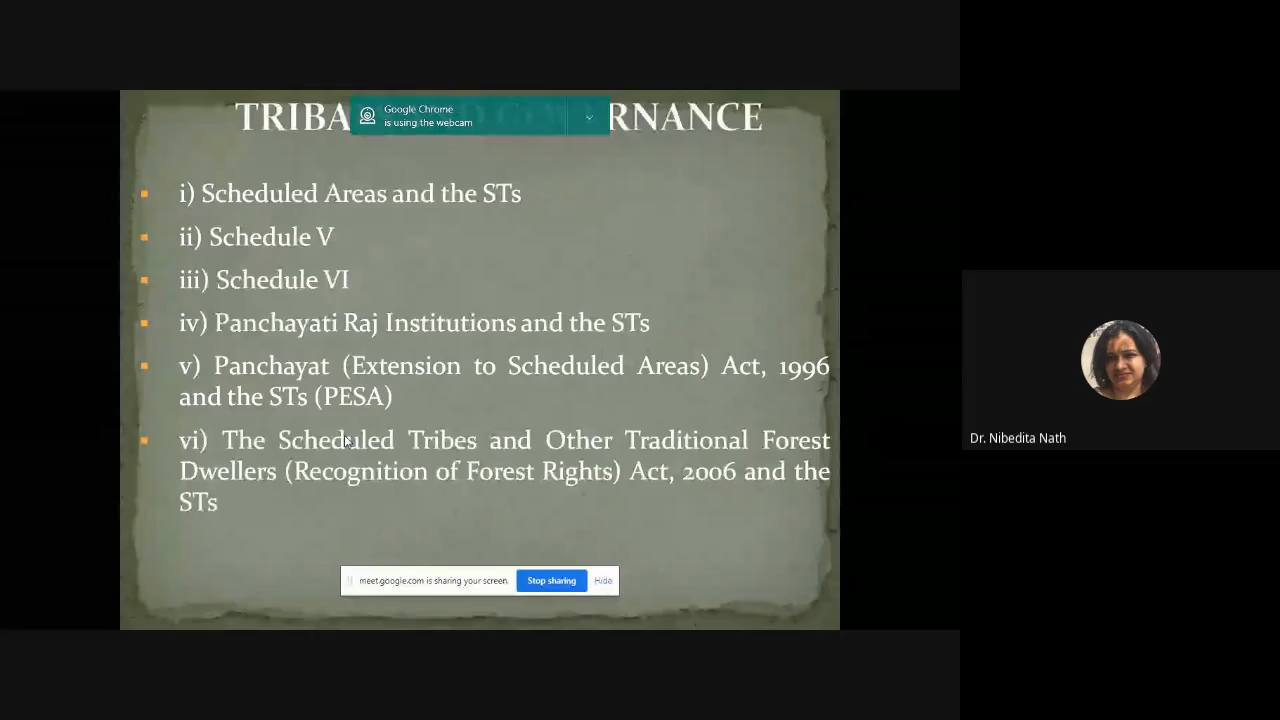 TRIBA RNANCE
Google Chrome
is using the webcam
i) Scheduled Areas and the STs
ii) Schedule V
iii) Schedule VI
iv) Panchayati Raj Institutions and the STs
v) Panchayat (Extension to Scheduled Areas) Act, 1996
and the STs (PESA)
vi) The Scheduled Tribes and Other Traditional Forest
Dwellers (Recognition of Forest Rights) Act, 2006 and the
STs
meet.google.com is sharing your screen. Stop sharing Hide
Dr. Nibedita Nath